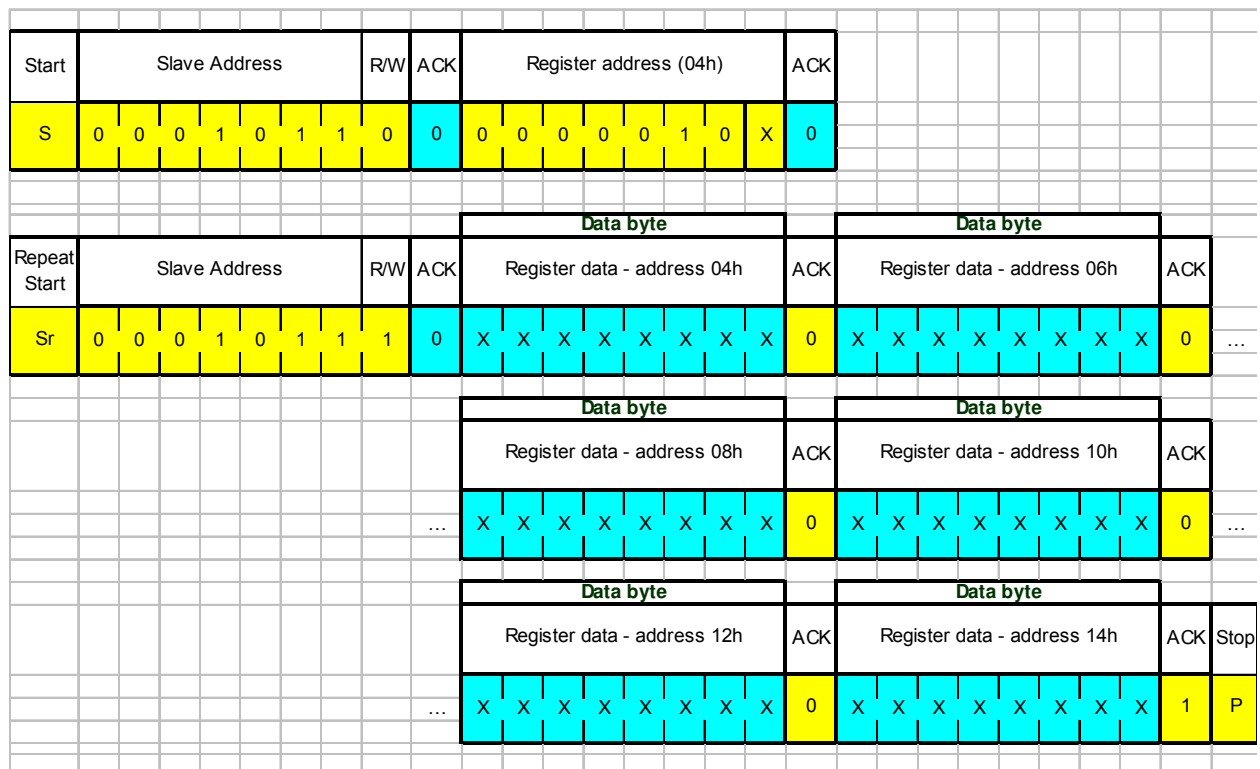 Start Slave Address R/W ACK Register address (04h) ACK
S 0 0 0 1 0 1 1 0 0 0 0 0 0 0 1 0 X 0
Data byte Data byte
Repeat Start Slave Address R/W ACK Register data - address 04h ACK Register data - address 06h ACK
Sr 0 0 0 1 0 1 1 1 0 X X X X X X X X 0 X X X X X X X X 0 ...
Data byte Data byte
Register data - address 08h ACK Register data - address 10h ACK
... X X X X X X X X 0 X X X X X X X X 0 ...
Data byte Data byte
Register data - address 12h ACK Register data - address 14h ACK Stop
... X X X X X X X X 0 X X X X X X X X 1 P